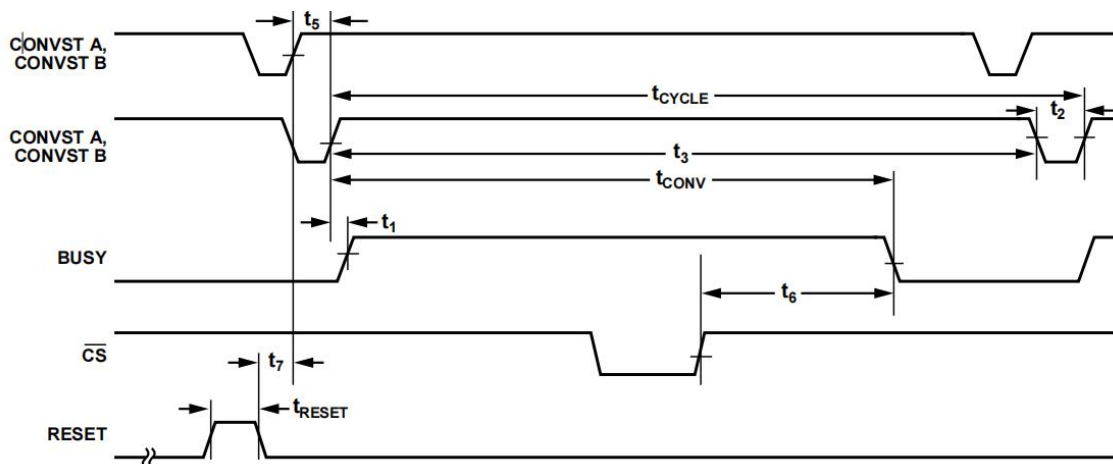 t5
CONVST A,
CONVST B
tCYCLE
t2
CONVST A,
CONVST B
t3
tCONV
t1
BUSY
t6
CS
t7
tRESET
RESET